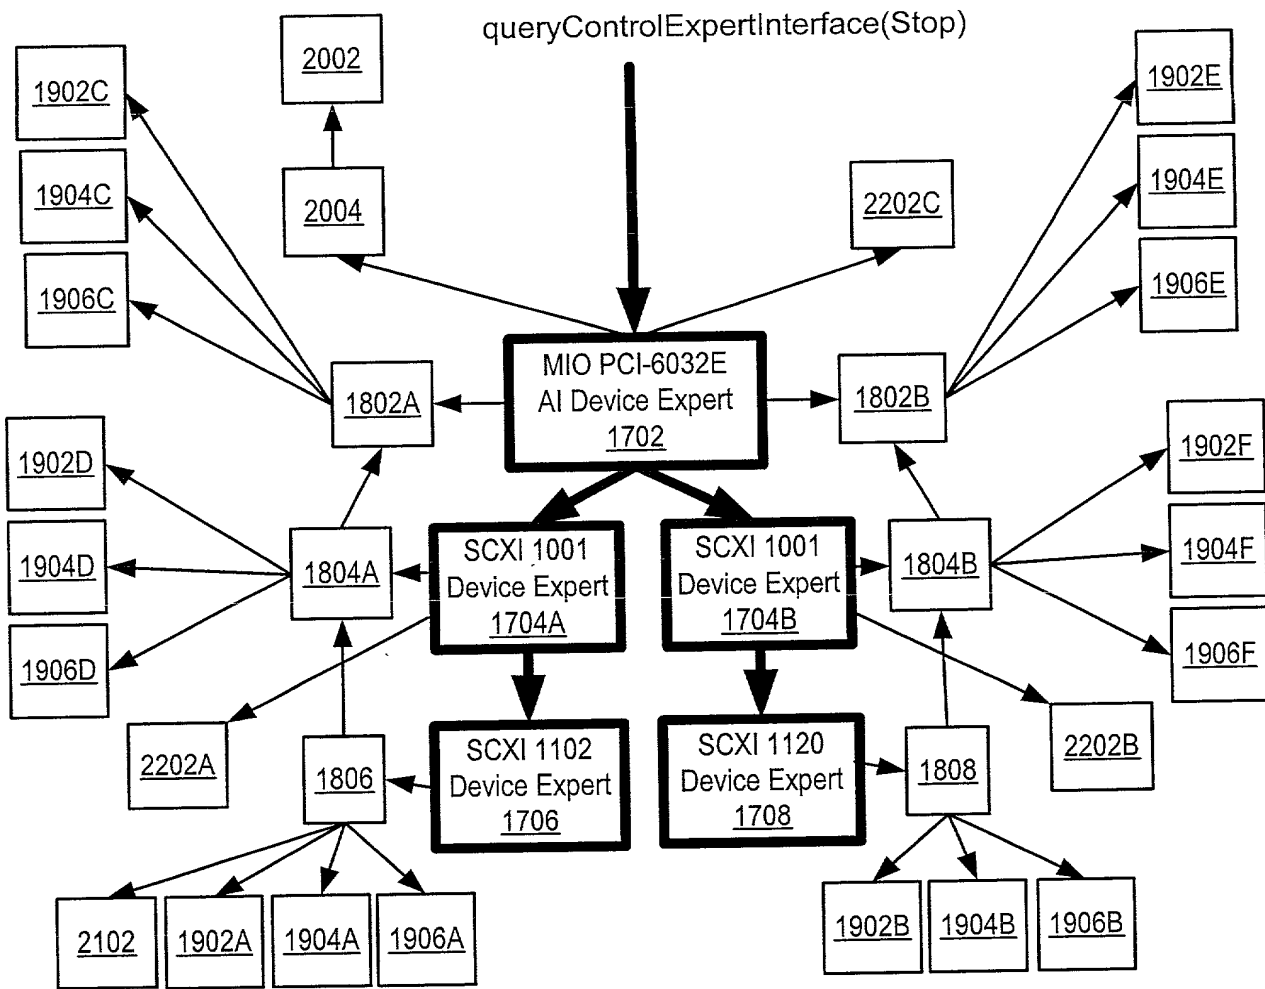 queryControlExpertInterface(Stop)
2002
1902C
1902E
1904C
2004
2202C
1904E
1906C
1906E
MIO PCI-6032E
AI Device Expert
1702
1802A
1802B
1902D
1902F
SCXI 1001
Device Expert
1704A
SCXI 1001
Device Expert
1704B
1904D
1804A
1804B
1904F
1906D
1906F
2202A
1806
SCXI 1102
Device Expert
1706
SCXI 1120
Device Expert
1708
1808
2202B
2102
1902A
1904A
1906A
1902B
1904B
1906B